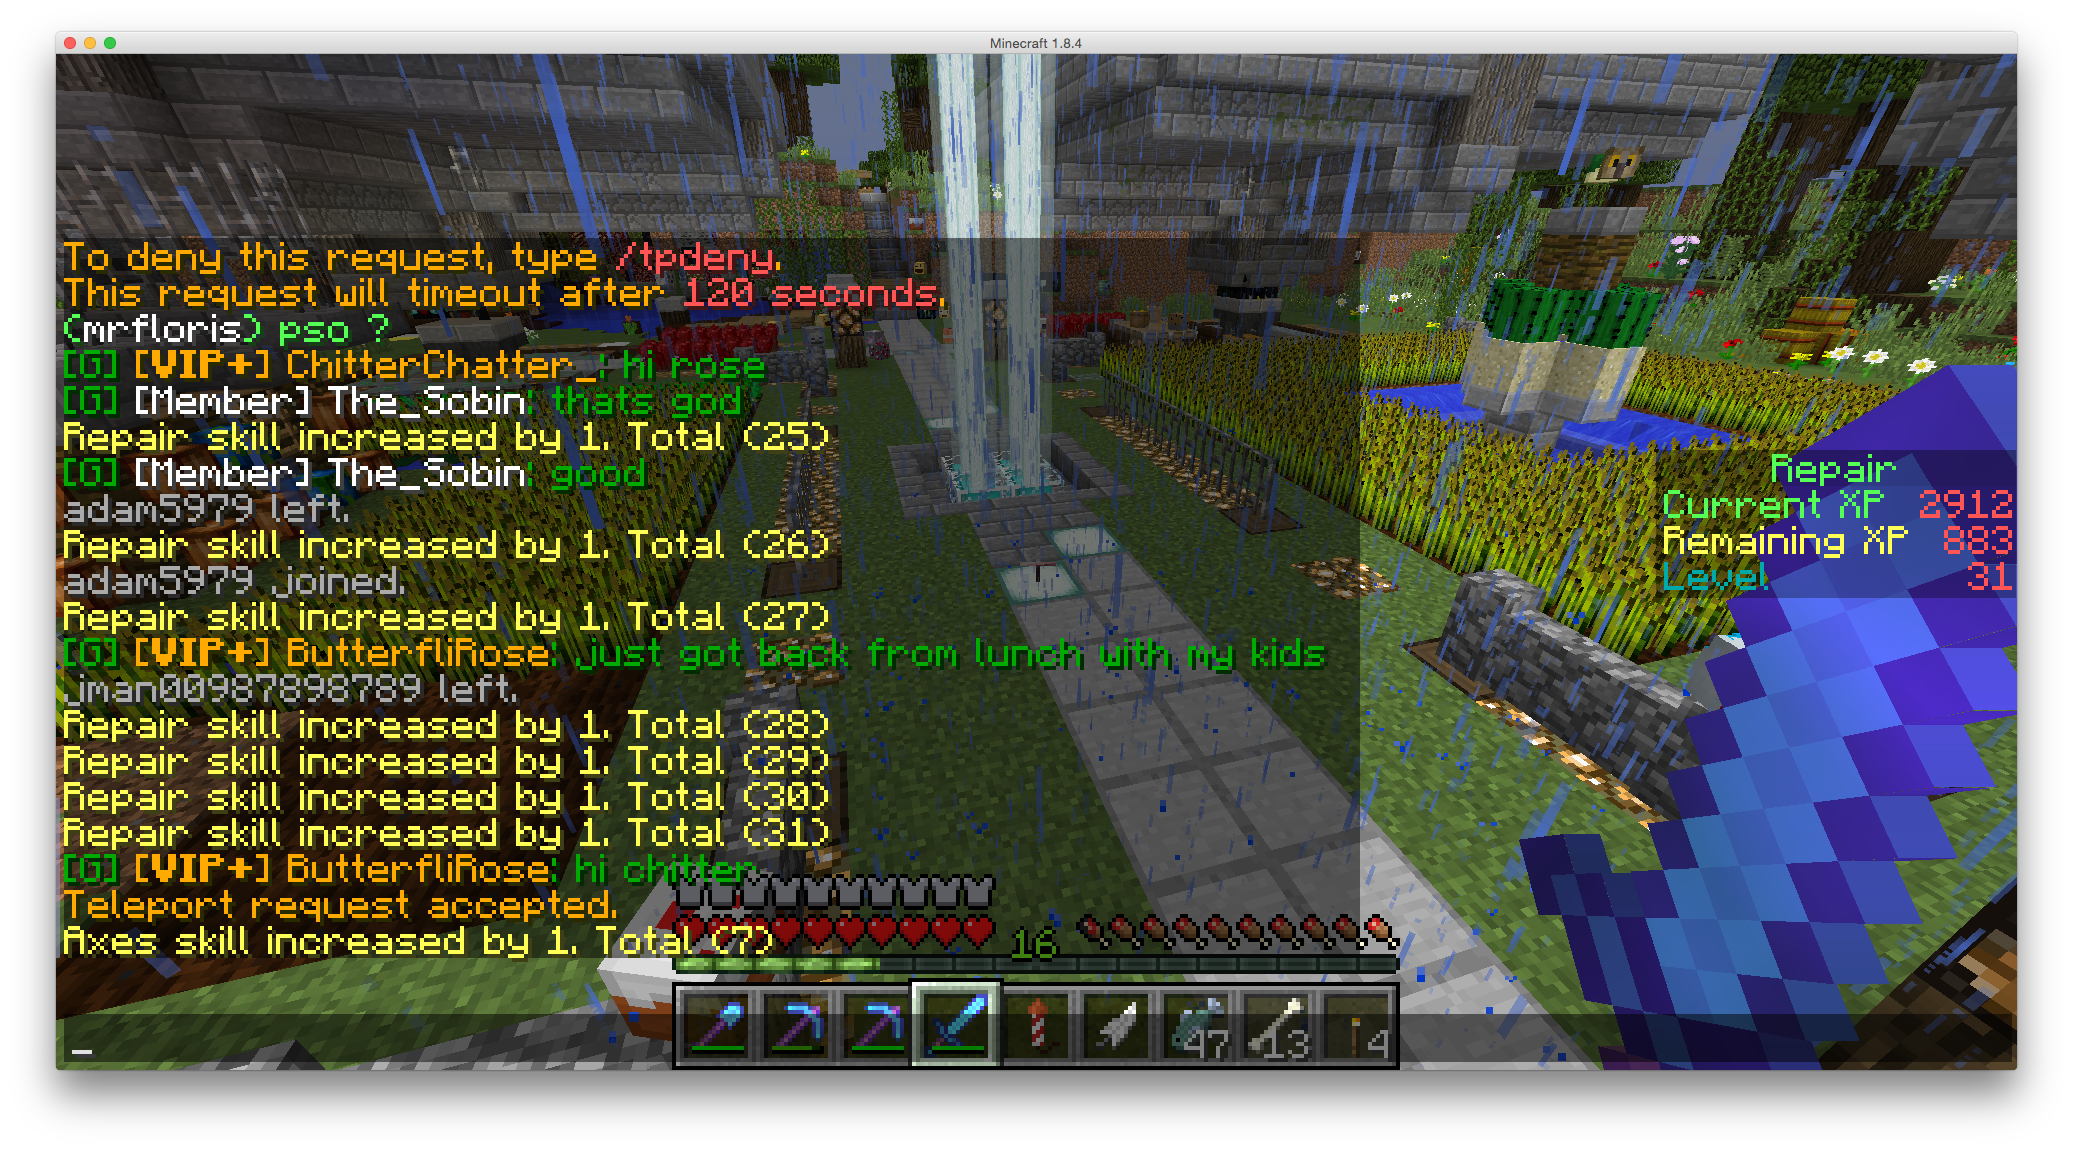 Minecraft 1.8.4
To deny this request, type /tpdeny.
This request will timeout after 120 seconds.
(mrfloris) pso ?
[G] [VIP+] ChitterChatter_: hi rose
[G] [Member] The_Sobin: thats god
Repair skill increased by 1. Total (25)
[G] [Member] The_Sobin: good
adam5979 left.
Repair skill increased by 1. Total (26)
adam5979 joined.
Repair skill increased by 1. Total (27)
[G] [VIP+] ButterfliRose: just got back from lunch with my kids
jman00987898789 left.
Repair skill increased by 1. Total (28)
Repair skill increased by 1. Total (29)
Repair skill increased by 1. Total (30)
Repair skill increased by 1. Total (31)
[G] [VIP+] ButterfliRose: hi chitter
Teleport request accepted.
Axes skill increased by 1. Total (7)
Repair
Current XP 2912
Remaining XP 883
Level 31
16
47 13 4